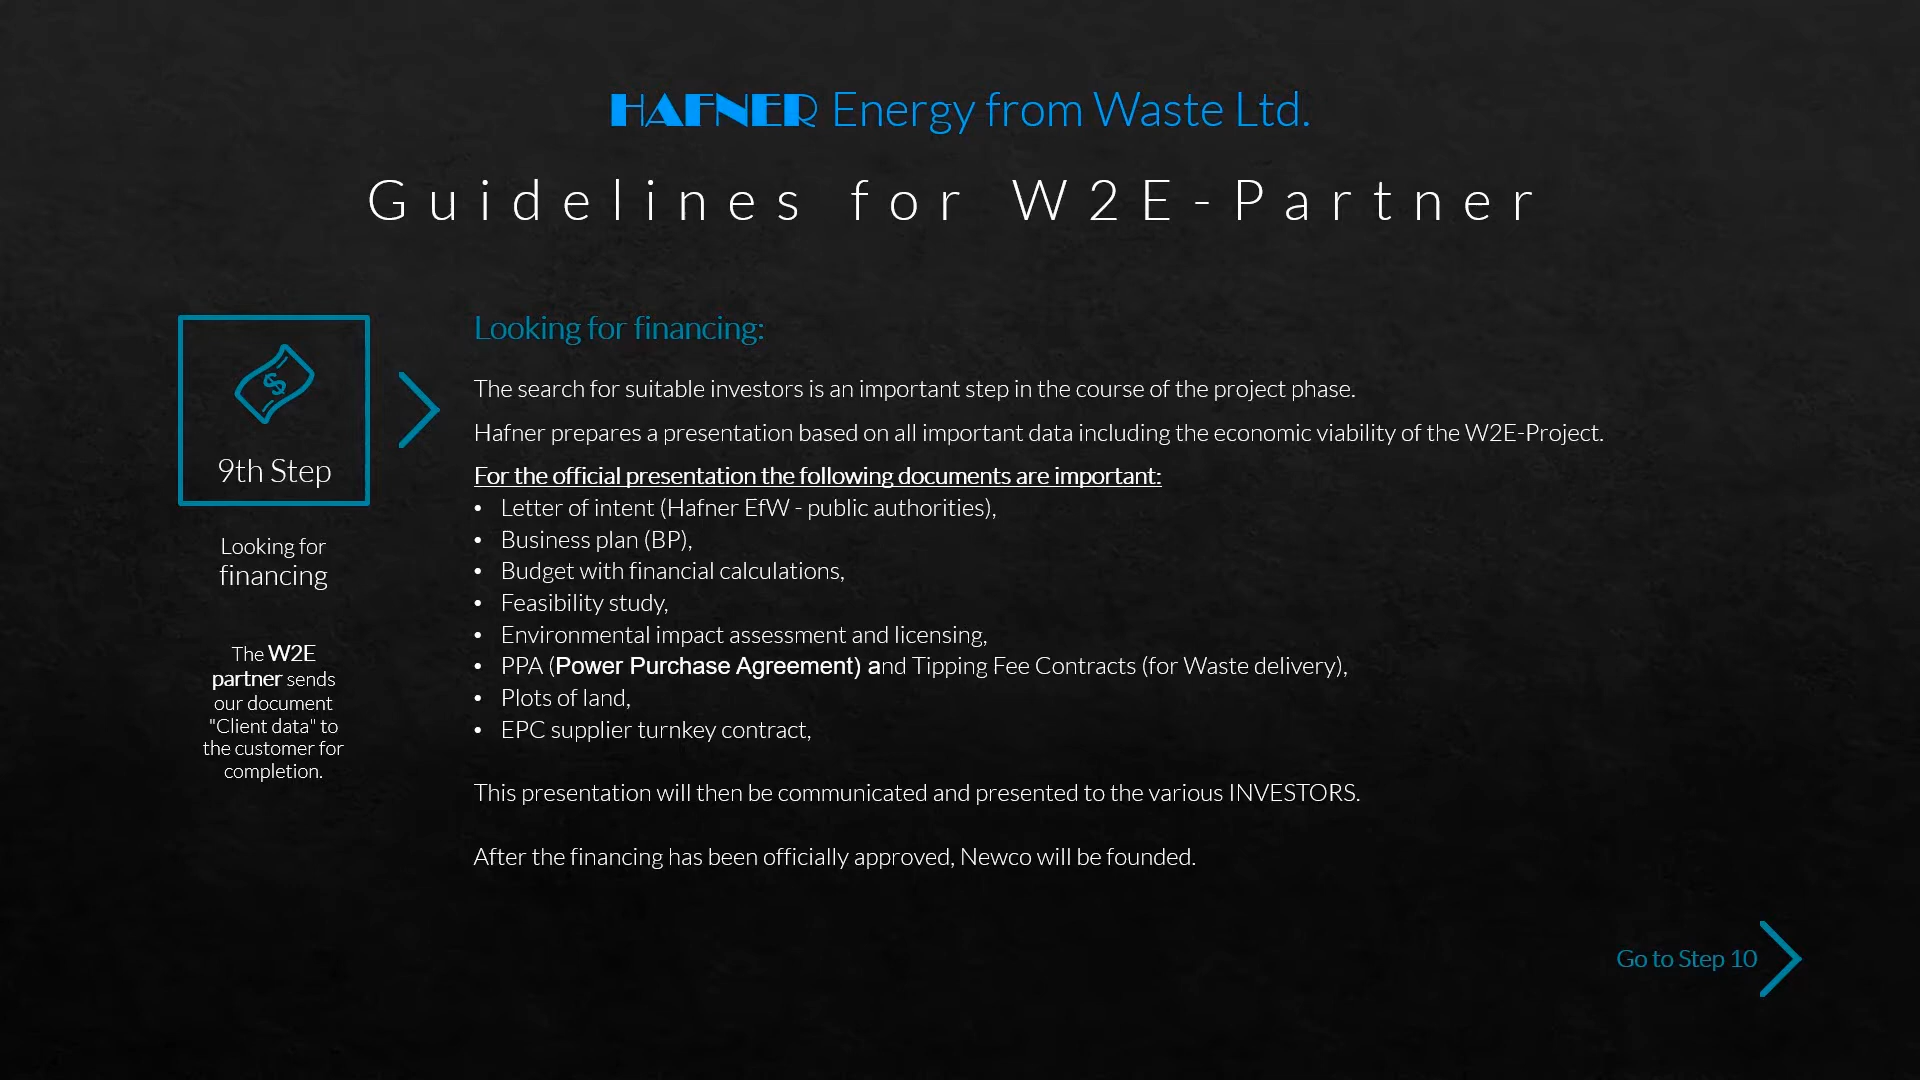 HAFNER Energy from Waste Ltd.
Guidelines for W2E-Partner
9th Step
Looking for
financing
The W2E
partner sends
our document
"Client data" to
the customer for
completion.
Looking for financing:
The search for suitable investors is an important step in the course of the project phase.
Hafner prepares a presentation based on all important data including the economic viability of the W2E-Project.
For the official presentation the following documents are important:
• Letter of intent (Hafner EfW - public authorities),
• Business plan (BP),
• Budget with financial calculations,
• Feasibility study,
• Environmental impact assessment and licensing,
• PPA (Power Purchase Agreement) and Tipping Fee Contracts (for Waste delivery),
• Plots of land,
• EPC supplier turnkey contract,
This presentation will then be communicated and presented to the various INVESTORS.
After the financing has been officially approved, Newco will be founded.
Go to Step 10